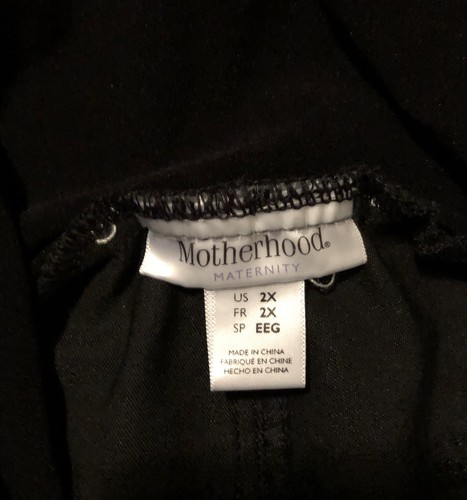 Motherhood®
MATERNITY
US 2X
FR 2X
SP EEG
MADE IN CHINA
FABRIQUÉ EN CHINE
HECHO EN CHINA